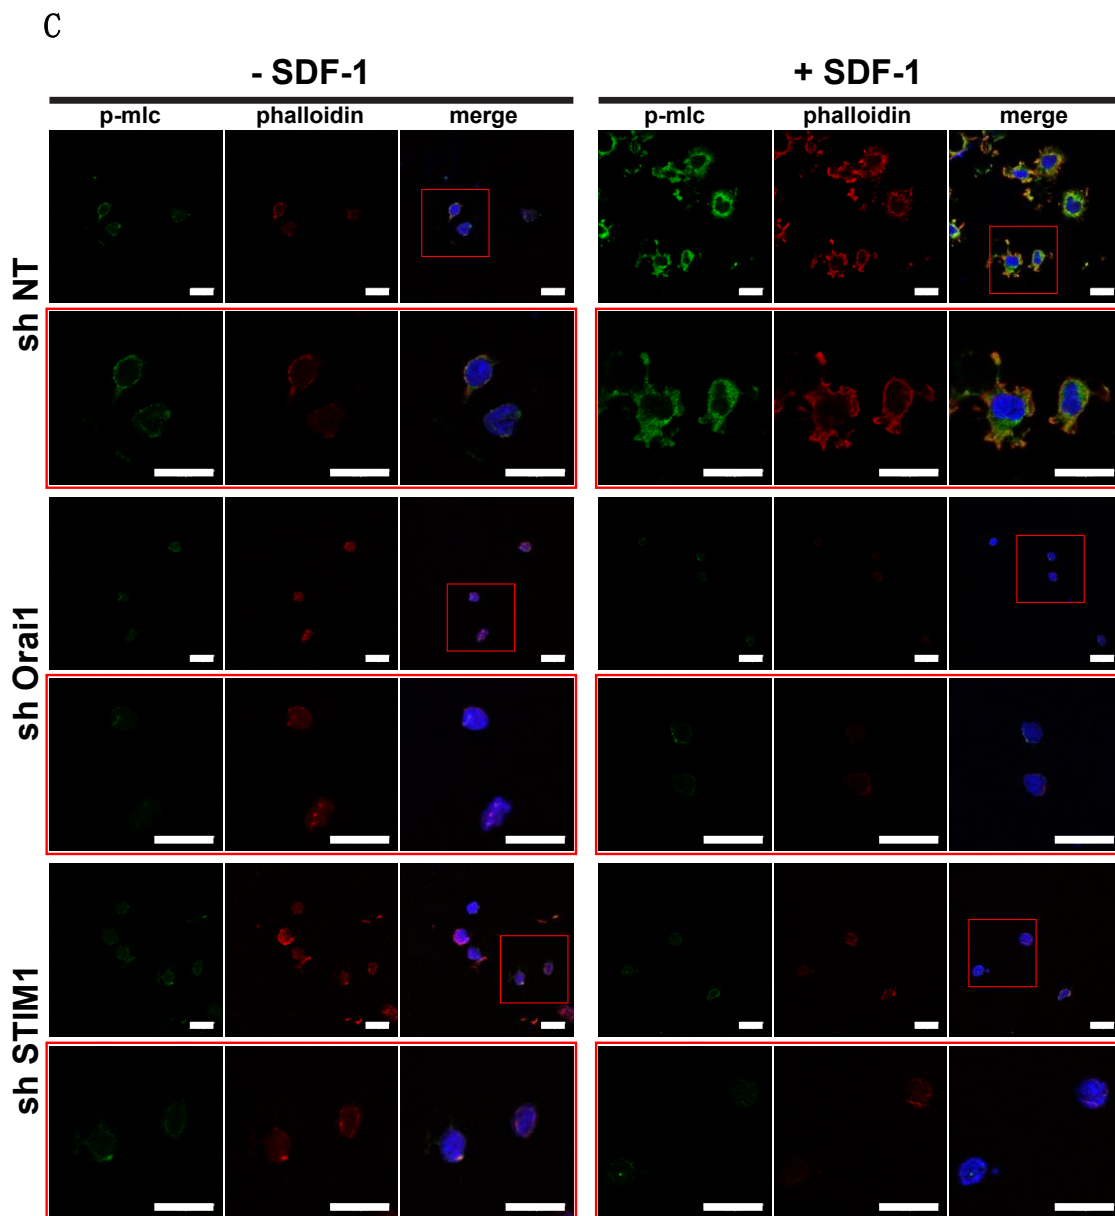 C
- SDF-1
+ SDF-1
p-mlc phalloidin merge
p-mlc phalloidin merge
sh NT
sh Orai1
sh STIM1